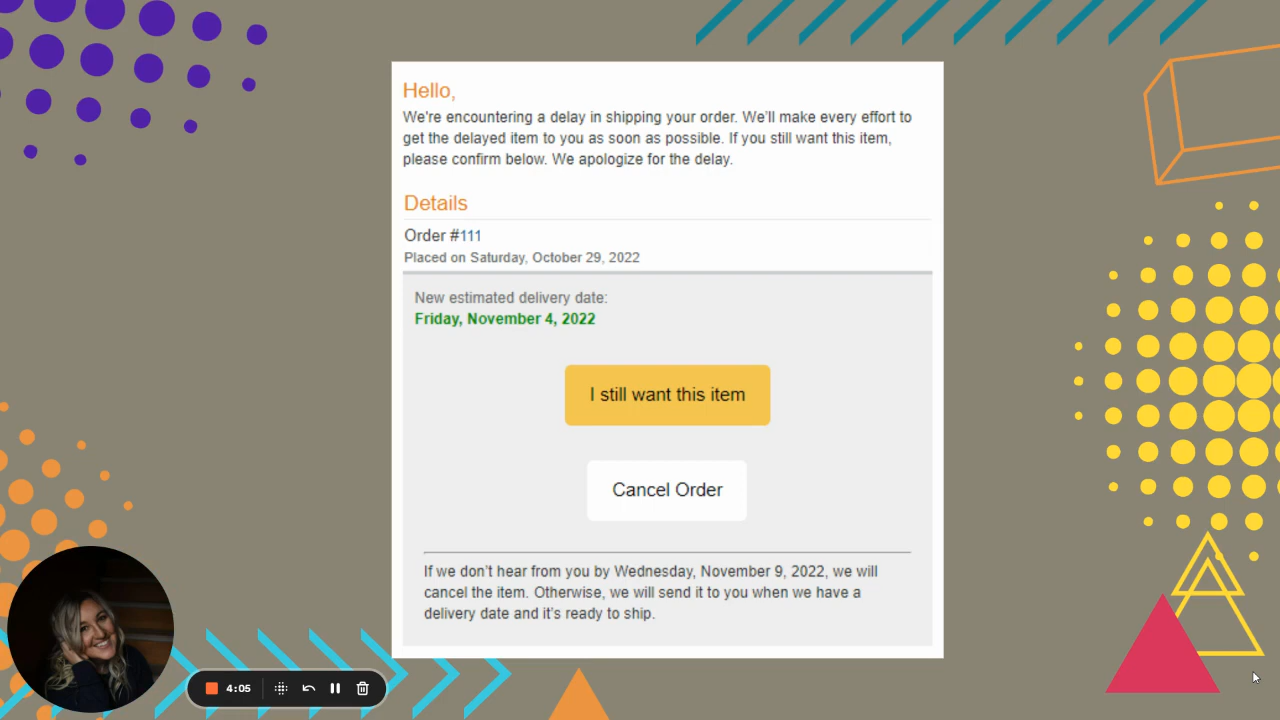 Hello,
We're encountering a delay in shipping your order. We'll make every effort to
get the delayed item to you as soon as possible. If you still want this item,
please confirm below. We apologize for the delay.
Details
Order #111
Placed on Saturday, October 29, 2022
New estimated delivery date:
Friday, November 4, 2022
I still want this item
Cancel Order
If we don't hear from you by Wednesday, November 9, 2022, we will
cancel the item. Otherwise, we will send it to you when we have a
delivery date and it's ready to ship.
4:05